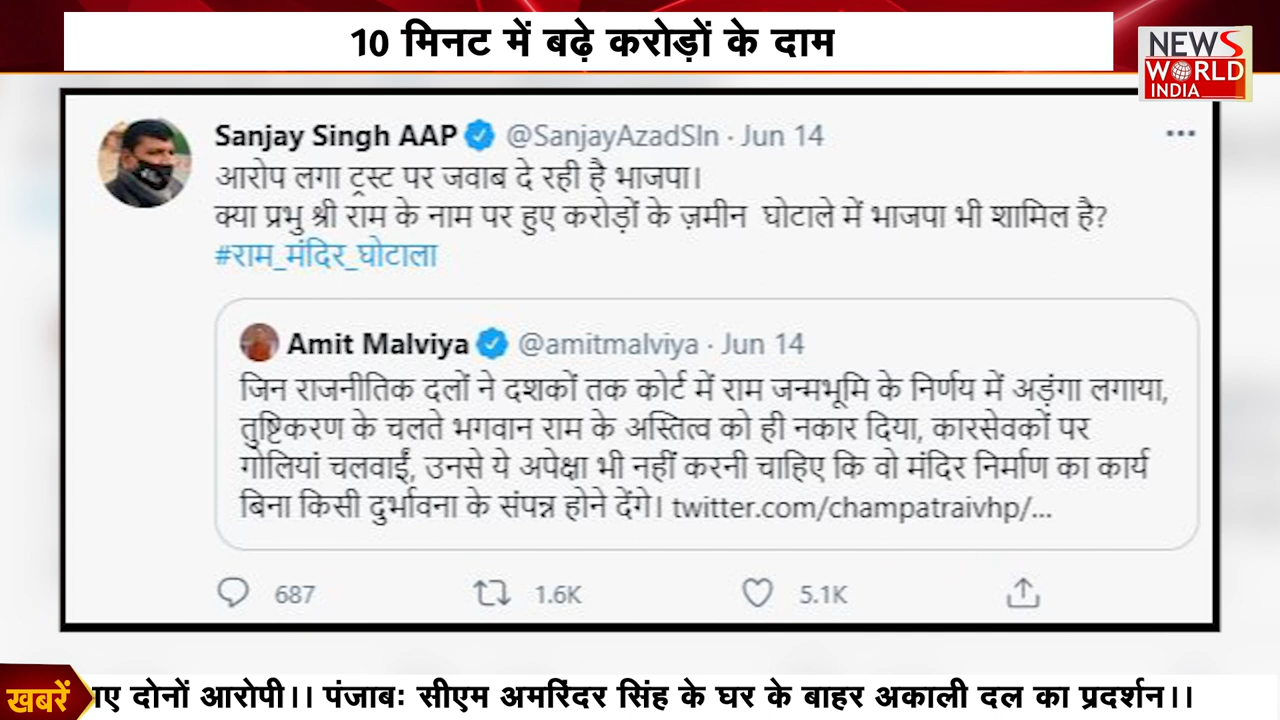 10 मिनट में बढ़े करोड़ों के दाम
NEWS
WORLD
INDIA
Sanjay Singh AAP @SanjayAzadSln · Jun 14
आरोप लगा ट्रस्ट पर जवाब दे रही है भाजपा।
क्या प्रभु श्री राम के नाम पर हुए करोड़ों के ज़मीन घोटाले में भाजपा भी शामिल है?
#राम_मंदिर_घोटाला
Amit Malviya @amitmalviya · Jun 14
जिन राजनीतिक दलों ने दशकों तक कोर्ट में राम जन्मभूमि के निर्णय में अड़ंगा लगाया,
तुष्टिकरण के चलते भगवान राम के अस्तित्व को ही नकार दिया, कारसेवकों पर
गोलियां चलवाईं, उनसे ये अपेक्षा भी नहीं करनी चाहिए कि वो मंदिर निर्माण का कार्य
बिना किसी दुर्भावना के संपन्न होने देंगे। twitter.com/champatraivhp/...
687 1.6K 5.1K
खबरें ाए दोनों आरोपी।। पंजाबः सीएम अमरिंदर सिंह के घर के बाहर अकाली दल का प्रदर्शन।।